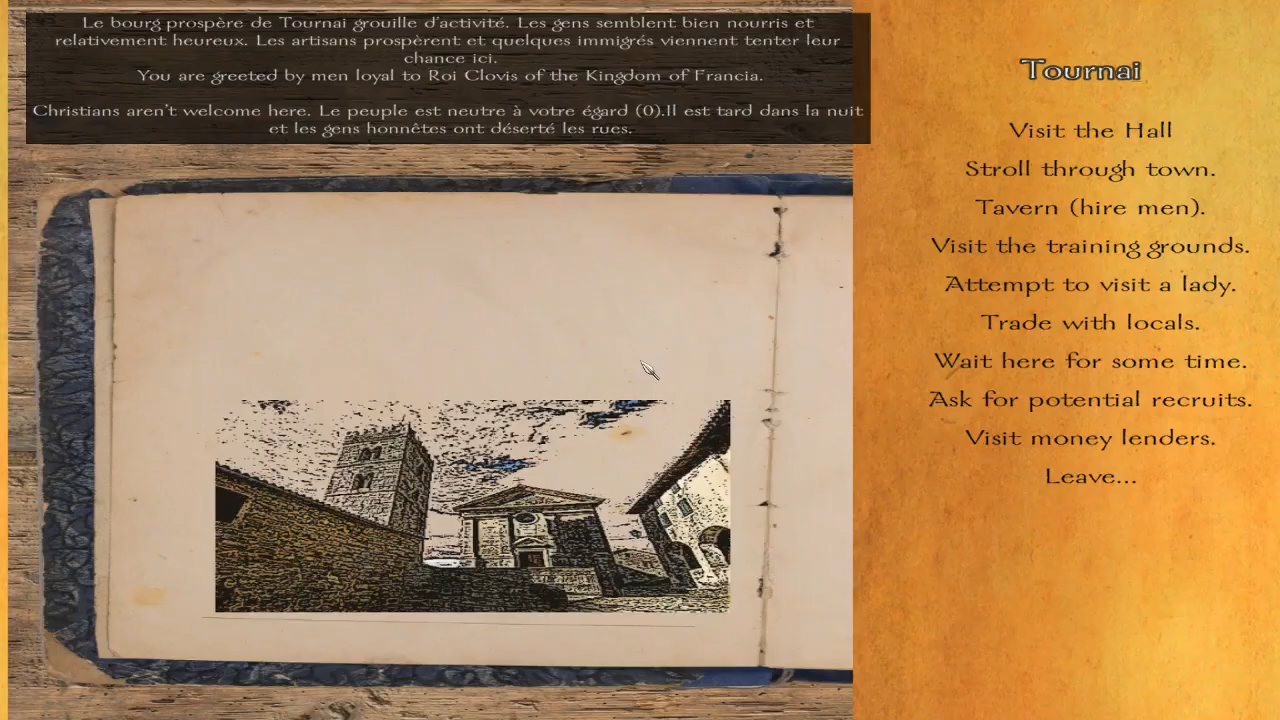 Le bourg prospère de Tournai grouille d'activité. Les gens semblent bien nourris et
relativement heureux. Les artisans prospèrent et quelques immigrés viennent tenter leur
chance ici.
You are greeted by men loyal to Roi Clovis of the Kingdom of Francia.
Christians aren't welcome here. Le peuple est neutre à votre égard (0).Il est tard dans la nuit
et les gens honnêtes ont déserté les rues.
Tournai
Visit the Hall
Stroll through town.
Tavern (hire men).
Visit the training grounds.
Attempt to visit a lady.
Trade with locals.
Wait here for some time.
Ask for potential recruits.
Visit money lenders.
Leave...